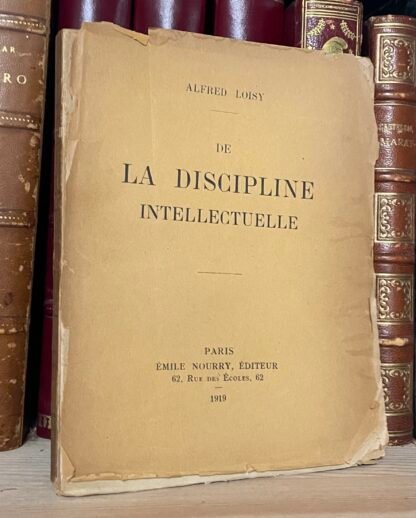 ALFRED LOISY
DE
LA DISCIPLINE
INTELLECTUELLE
PARIS
ÉMILE NOURRY, ÉDITEUR
62, RUE DES ÉCOLES, 62
1919